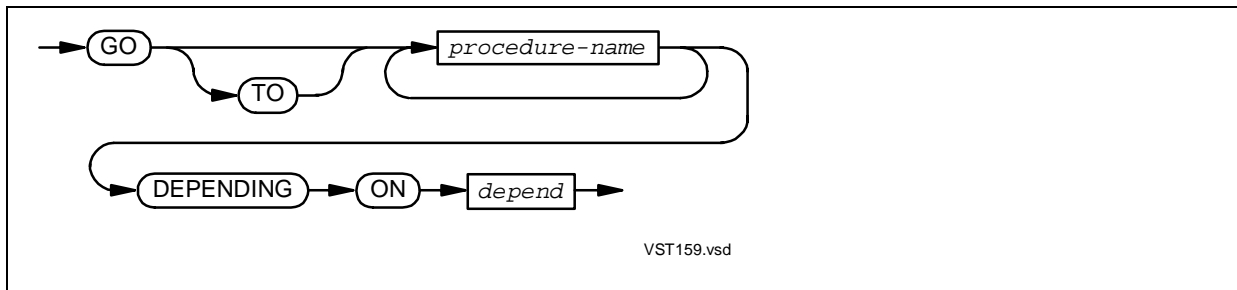 GO procedure-name
TO
DEPENDING ON depend
VST159.vsd